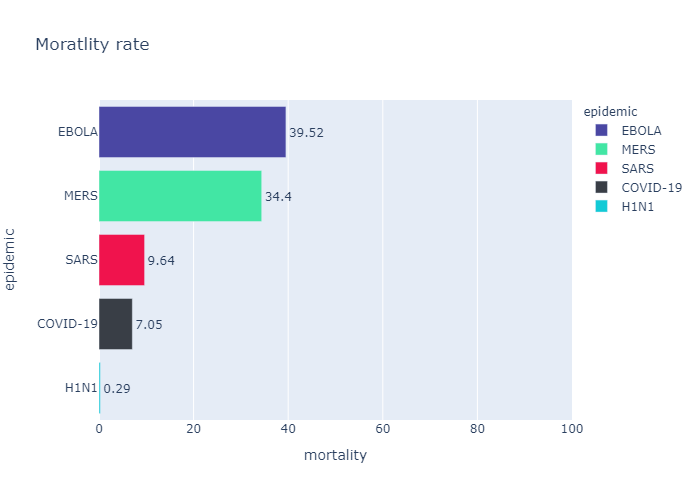 Moratlity rate
epidemic
EBOLA
MERS
SARS
COVID-19
H1N1
EBOLA 39.52
MERS 34.4
SARS 9.64
COVID-19 7.05
H1N1 0.29
0 20 40 60 80 100
mortality
epidemic